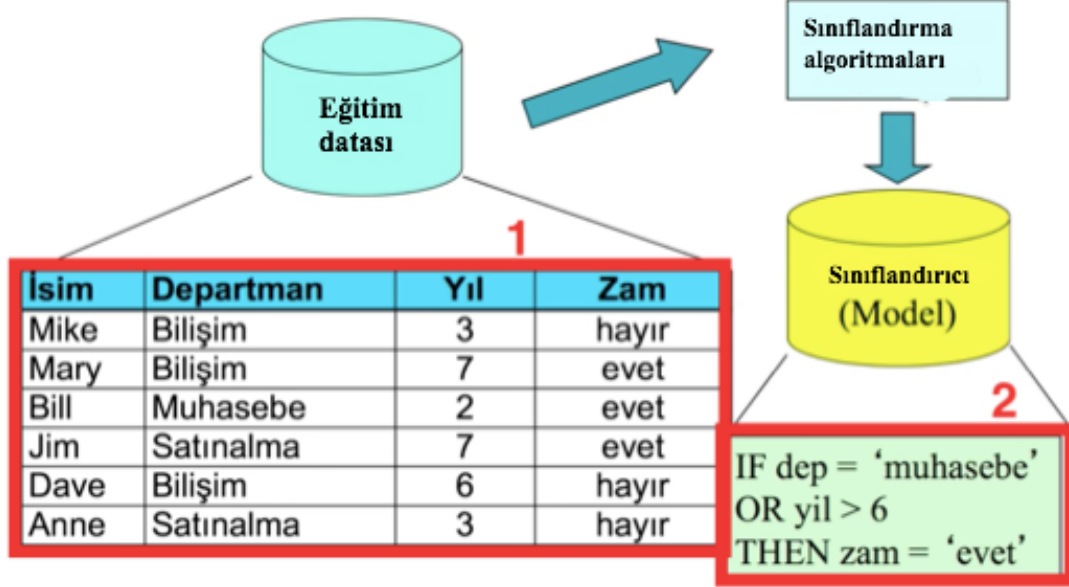 Eğitim
datası
Sınıflandırma
algoritmaları
Sınıflandırıcı
(Model)
1
İsim Departman Yıl Zam
Mike Bilişim 3 hayır
Mary Bilişim 7 evet
Bill Muhasebe 2 evet
Jim Satınalma 7 evet
Dave Bilişim 6 hayır
Anne Satınalma 3 hayır
2
IF dep = ‘muhasebe’
OR yil > 6
THEN zam = ‘evet’